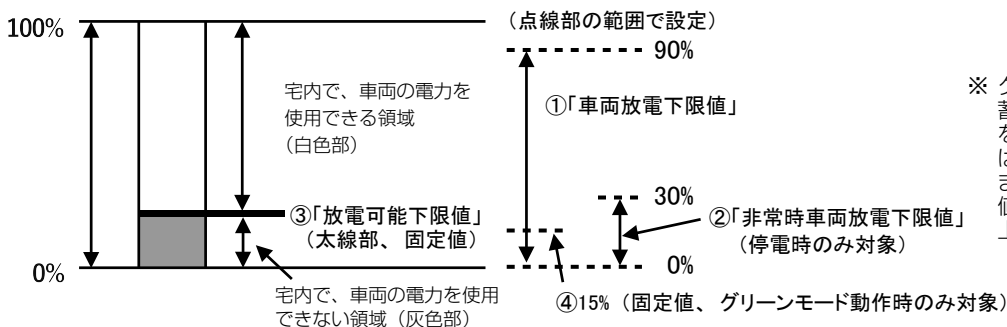 100%
0%
宅内で、車両の電力を
使用できる領域
(白色部)
③「放電可能下限値」
(太線部、固定値)
宅内で、車両の電力を使用
できない領域(灰色部)
(点線部の範囲で設定)
90%
①「車両放電下限値」
30%
②「非常時車両放電下限値」
(停電時のみ対象)
0%
④15%(固定値、グリーンモード動作時のみ対象)
※
蓄
を
値